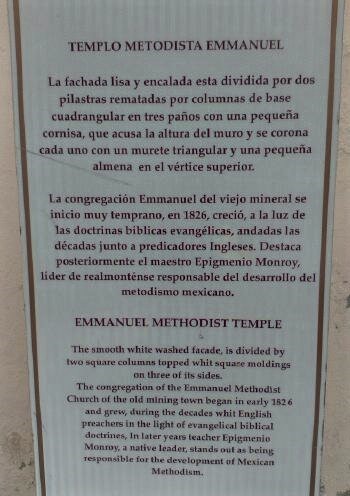 TEMPLO METODISTA EMMANUEL
La fachada lisa y encalada esta dividida por dos
pilastras rematadas por columnas de base
cuadrangular en tres paños con una pequeña
cornisa, que acusa la altura del muro y se corona
cada uno con un murete triangular y una pequeña
almena en el vértice superior.
La congregación Emmanuel del viejo mineral se
inicio muy temprano, en 1826, creció, a la luz de
las doctrinas bíblicas evangélicas, andadas las
décadas junto a predicadores Ingleses. Destaca
posteriormente el maestro Epigmenio Monroy,
líder de realmonténse responsable del desarrollo del
metodismo mexicano.
EMMANUEL METHODIST TEMPLE
The smooth white washed facade, is divided by
two square columns topped whit square moldings
on three of its sides.
The congregation of the Emmanuel Methodist
Church of the old mining town began in early 1826
and grew, during the decades whit English
preachers in the light of evangelical biblical
doctrines, In later years teacher Epigmenio
Monroy, a native leader, stands out as being
responsible for the development of Mexican
Methodism.